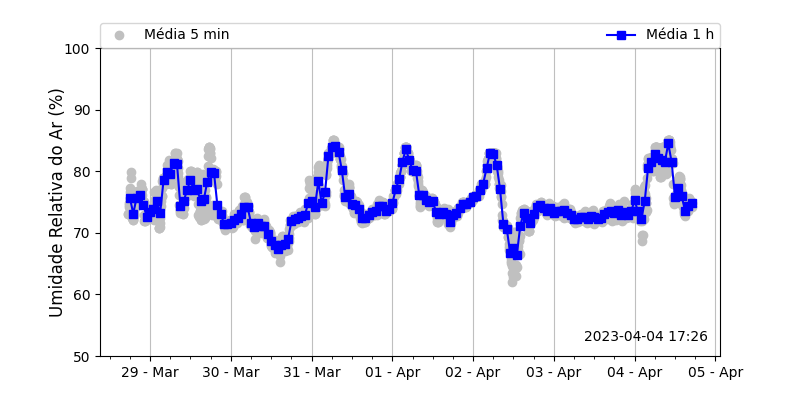 Média 5 min
Média 1 h
Umidade Relativa do Ar (%)
100
90
80
70
60
50
2023-04-04 17:26
29 - Mar
30 - Mar
31 - Mar
01 - Apr
02 - Apr
03 - Apr
04 - Apr
05 - Apr